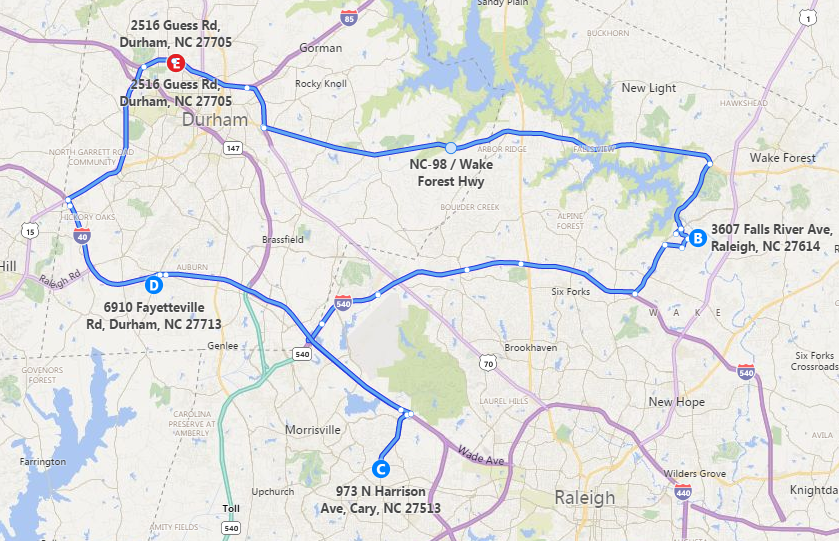 Sandy Plain
85
1
2516 Guess Rd,
Durham, NC 27705
BUCKHORN
Gorman
E
Rocky Knoll
2516 Guess Rd,
Durham, NC 27705
New Light
HAWKSHEAD
Durham
147
NORTH GARRETT ROAD
COMMUNITY
ARBOR RIDGE
FALLSVIEW
NC-98 / Wake
Forest Hwy
Wake Forest
BOULDER CREEK
HICKORY OAKS
15
40
ALPINE
FOREST
3607 Falls River Ave,
Raleigh, NC 27614
B
Brassfield
Hill
Raleigh Rd
AUBURN
D
6910 Fayetteville
Rd, Durham, NC 27713
540
Six Forks
WAKE
Genlee
540
Brookhaven
70
Six Forks
Crossroads
GOVERNORS
FOREST
540
LAUREL HILLS
New Hope
CAROLINA
PRESERVE AT
AMBERLY
Morrisville
AVILA
Farrington
C
Wade Ave
Wilders Grove
973 N Harrison
Ave, Cary, NC 27513
Upchurch
440
Knightda
Raleigh
Toll
540
AMITY FIELDS